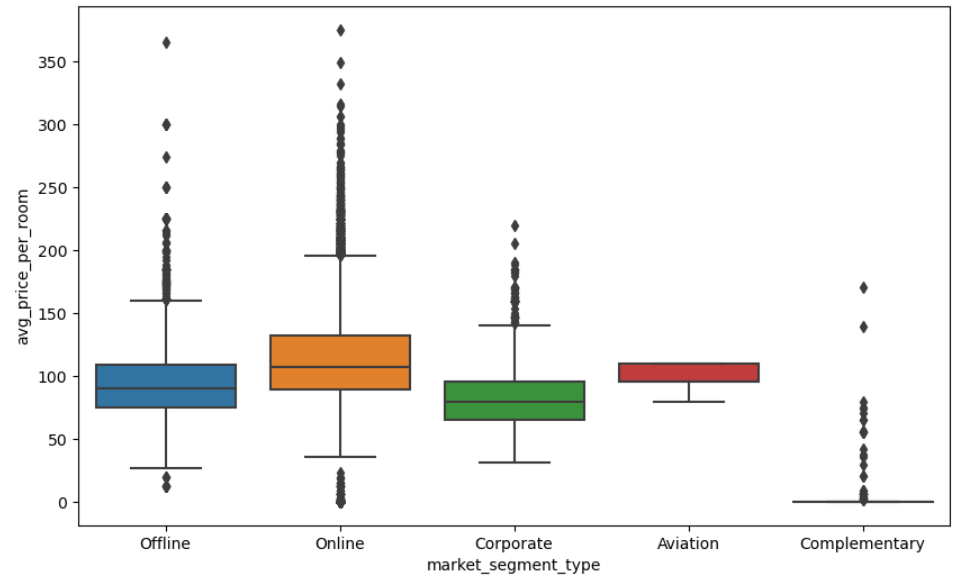 350
300
250
200
150
100
50
0
avg_price_per_room
Offline Online Corporate Aviation Complementary
market_segment_type